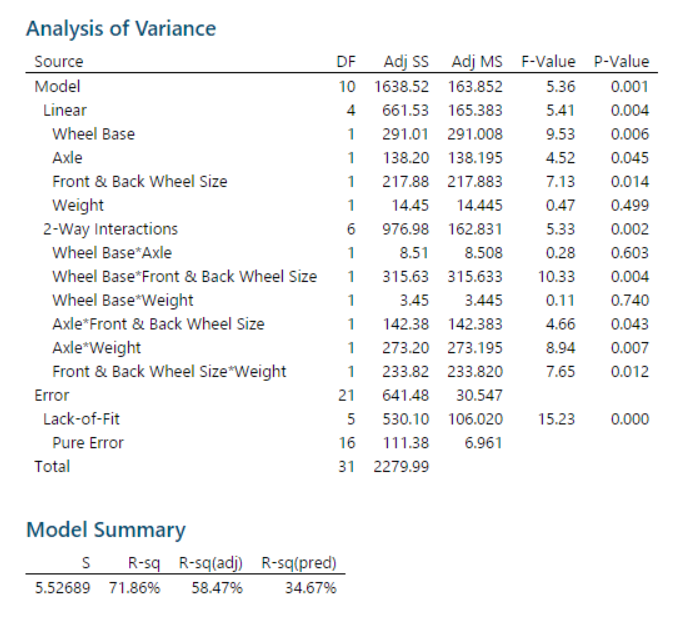 Analysis of Variance
Source DF Adj SS Adj MS F-Value P-Value
Model 10 1638.52 163.852 5.36 0.001
Linear 4 661.53 165.383 5.41 0.004
Wheel Base 1 291.01 291.008 9.53 0.006
Axle 1 138.20 138.195 4.52 0.045
Front & Back Wheel Size 1 217.88 217.883 7.13 0.014
Weight 1 14.45 14.445 0.47 0.499
2-Way Interactions 6 976.98 162.831 5.33 0.002
Wheel Base*Axle 1 8.51 8.508 0.28 0.603
Wheel Base*Front & Back Wheel Size 1 315.63 315.633 10.33 0.004
Wheel Base*Weight 1 3.45 3.445 0.11 0.740
Axle*Front & Back Wheel Size 1 142.38 142.383 4.66 0.043
Axle*Weight 1 273.20 273.195 8.94 0.007
Front & Back Wheel Size*Weight 1 233.82 233.820 7.65 0.012
Error 21 641.48 30.547
Lack-of-Fit 5 530.10 106.020 15.23 0.000
Pure Error 16 111.38 6.961
Total 31 2279.99
Model Summary
S R-sq R-sq(adj) R-sq(pred)
5.52689 71.86% 58.47% 34.67%